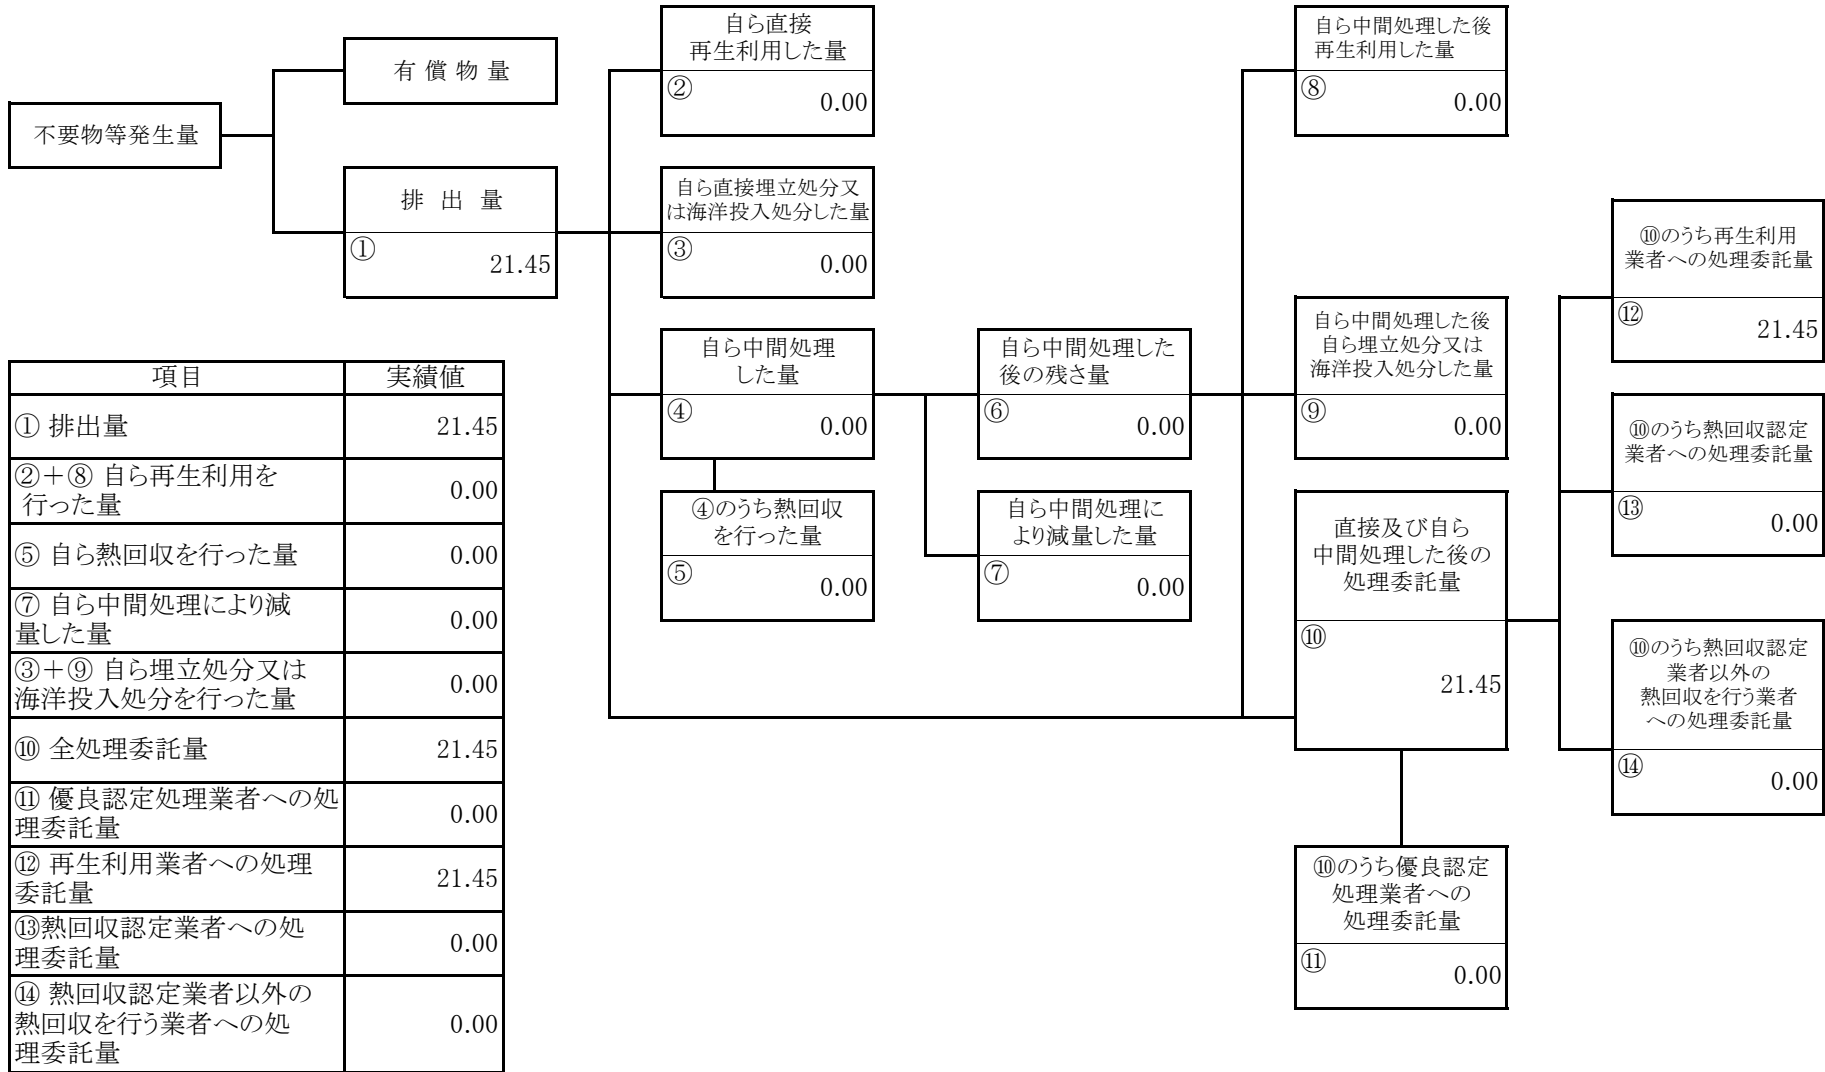 不要物等発生量
有 償 物 量
排 出 量
①
21.45
自ら直接
再生利用した量
②
0.00
自ら直接埋立処分又
は海洋投入処分した量
③
0.00
自ら中間処理
した量
④
0.00
④のうち熱回収
を行った量
⑤
0.00
自ら中間処理した
後の残さ量
⑥
0.00
自ら中間処理に
より減量した量
⑦
0.00
自ら中間処理した後
再生利用した量
⑧
0.00
自ら中間処理した後
自ら埋立処分又は
海洋投入処分した量
⑨
0.00
直接及び自ら
中間処理した後の
処理委託量
⑩
21.45
⑩のうち優良認定
処理業者への
処理委託量
⑪
0.00
⑩のうち再生利用
業者への処理委託量
⑫
21.45
⑩のうち熱回収認定
業者への処理委託量
⑬
0.00
⑩のうち熱回収認定
業者以外の
熱回収を行う業者
への処理委託量
⑭
0.00
項目 実績値
① 排出量 21.45
②＋⑧ 自ら再生利用を
行った量 0.00
⑤ 自ら熱回収を行った量 0.00
⑦ 自ら中間処理により減
量した量 0.00
③＋⑨ 自ら埋立処分又は
海洋投入処分を行った量 0.00
⑩ 全処理委託量 21.45
⑪ 優良認定処理業者への処
理委託量 0.00
⑫ 再生利用業者への処理
委託量 21.45
⑬熱回収認定業者への処
理委託量 0.00
⑭ 熱回収認定業者以外の
熱回収を行う業者への処
理委託量 0.00